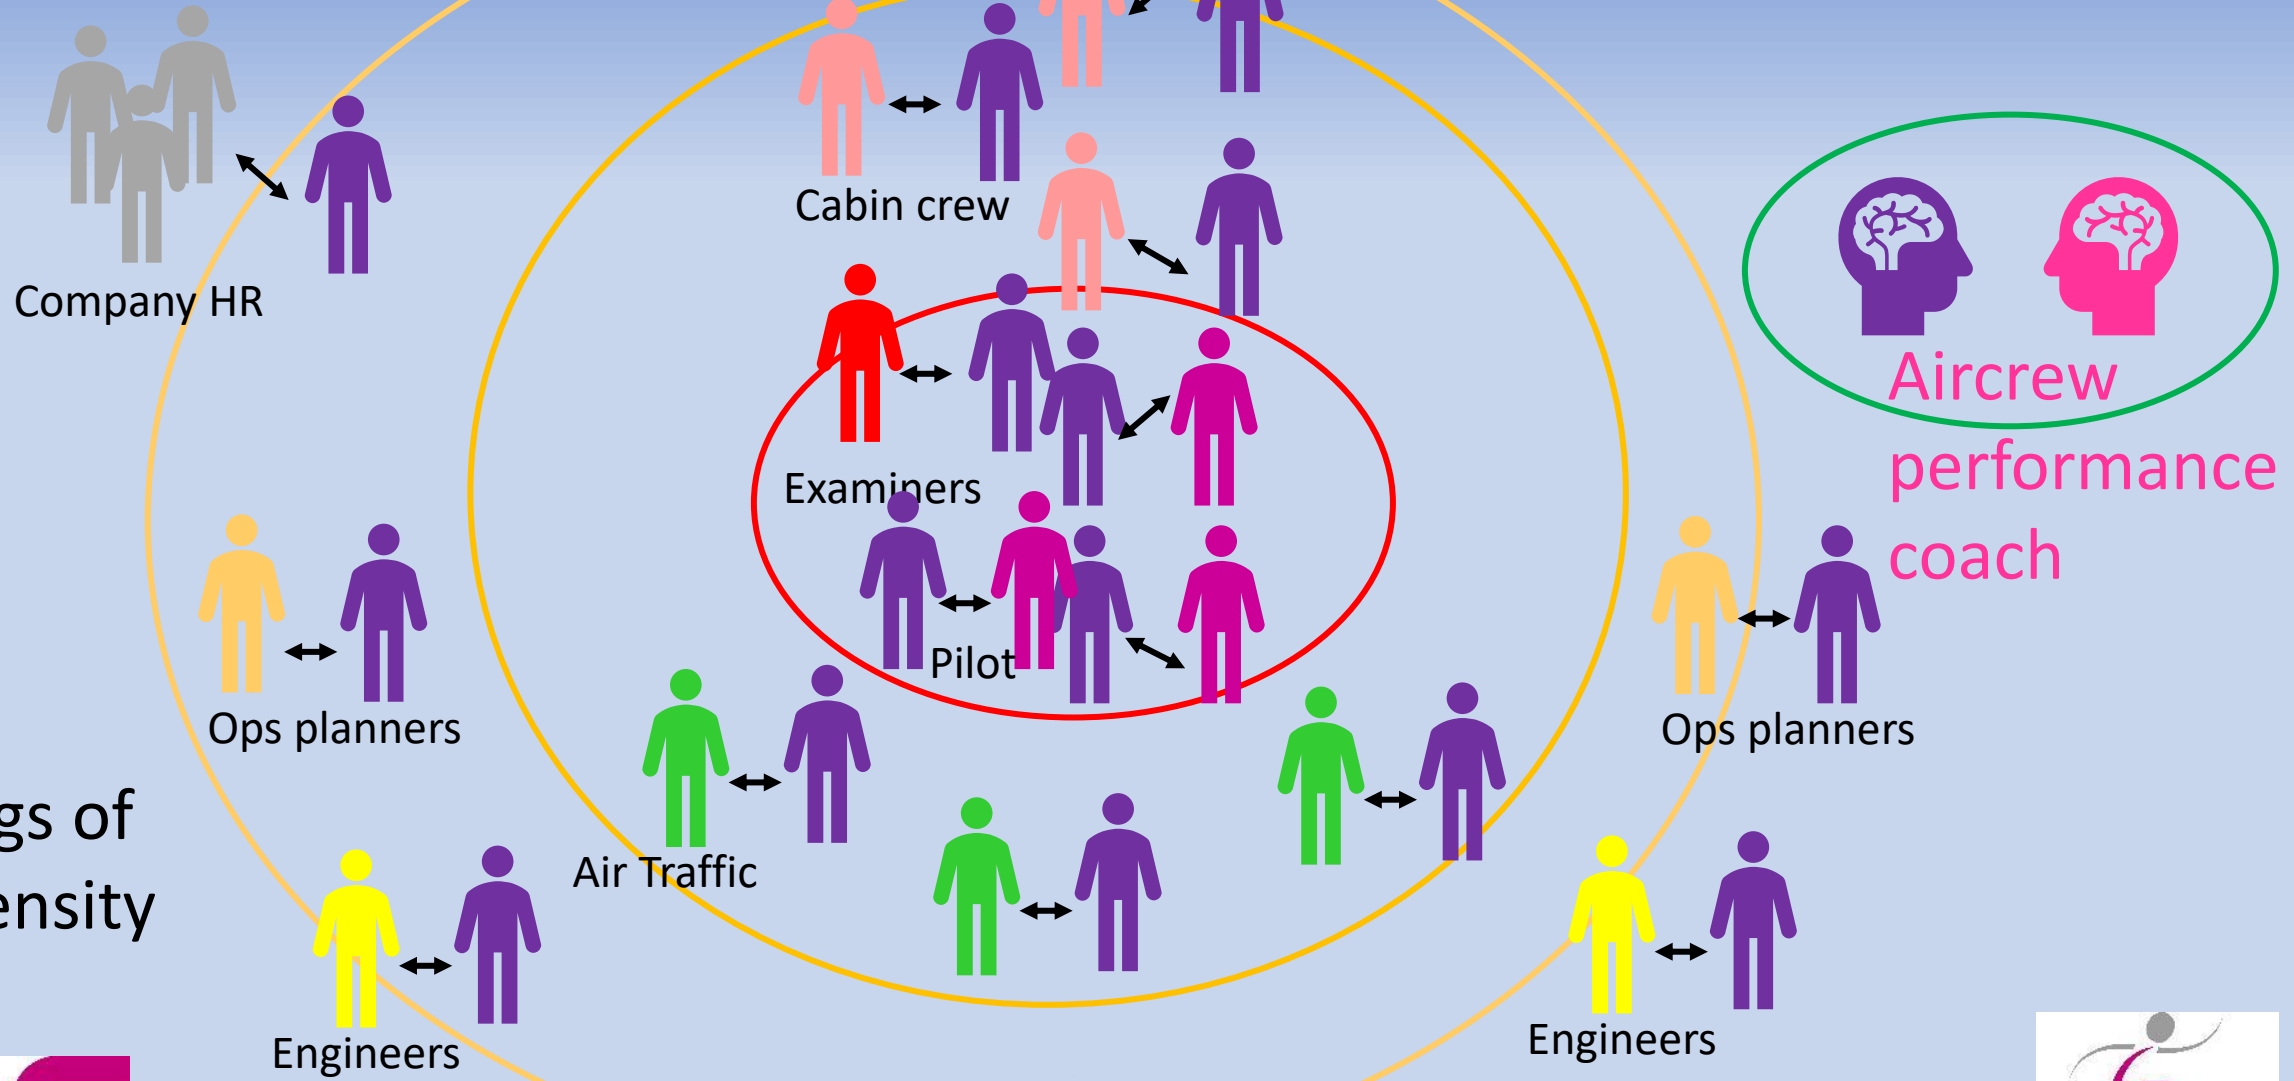 Cabin crew
Company HR
Aircrew
performance
coach
Examiners
Pilot
Ops planners
Ops planners
gs of
ensity
Air Traffic
Engineers
Engineers